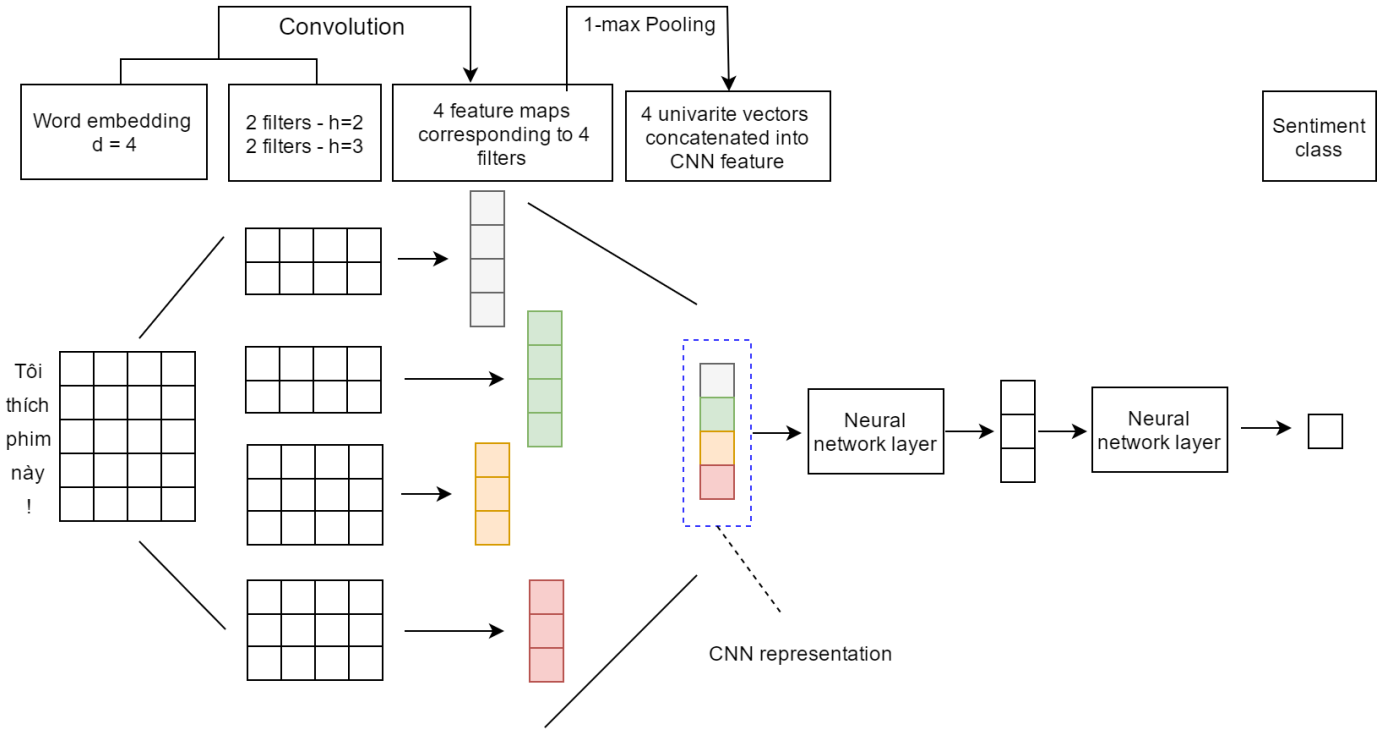 Convolution
1-max Pooling
Word embedding
d = 4
2 filters - h=2
2 filters - h=3
4 feature maps
corresponding to 4
filters
4 univarite vectors
concatenated into
CNN feature
Sentiment
class
Tôi
thích
phim
này
!
Neural
network layer
Neural
network layer
CNN representation